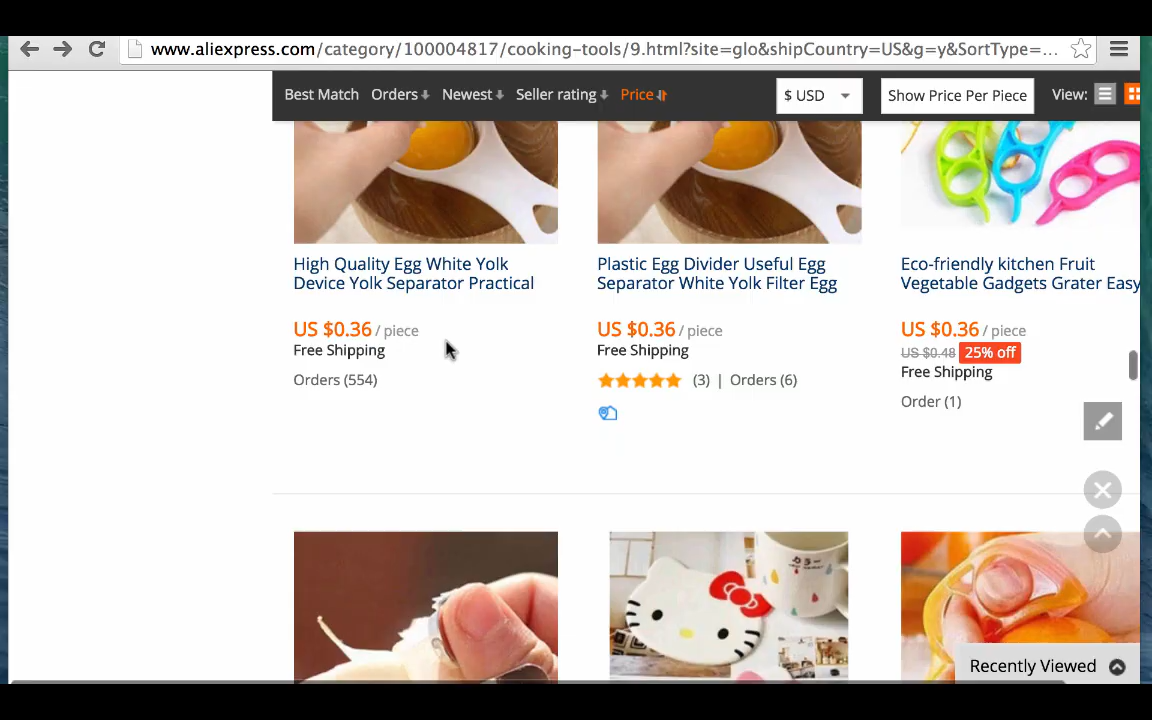 www.aliexpress.com/category/100004817/cooking-tools/9.html?site=glo&shipCountry=US&g=y&SortType=...
Best Match Orders Newest Seller rating Price $ USD Show Price Per Piece View:
High Quality Egg White Yolk
Device Yolk Separator Practical
US $0.36 / piece
Free Shipping
Orders (554)
Plastic Egg Divider Useful Egg
Separator White Yolk Filter Egg
US $0.36 / piece
Free Shipping
(3) | Orders (6)
Eco-friendly kitchen Fruit
Vegetable Gadgets Grater Easy
US $0.36 / piece
US $0.48 25% off
Free Shipping
Order (1)
Recently Viewed